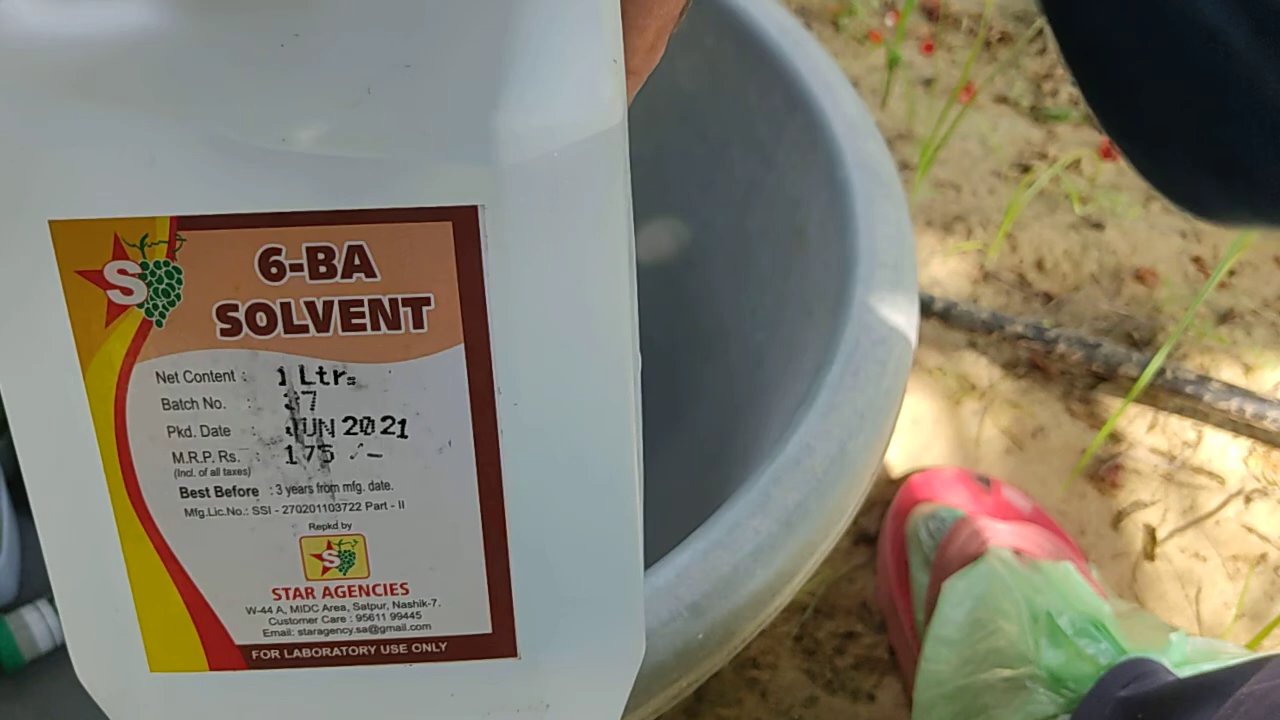 S
6-BA
SOLVENT
Net Content : 1 Ltr.
Batch No. : 37
Pkd. Date : JUN 2021
M.R.P. Rs. : 175 /-
(Incl. of all taxes)
Best Before : 3 years from mfg. date.
Mfg.Lic.No.: SSI - 270201103722 Part - II
Repkd by
S
STAR AGENCIES
W-44 A, MIDC Area, Satpur, Nashik-7.
Customer Care : 95611 99445
Email: staragency.sa@gmail.com
FOR LABORATORY USE ONLY